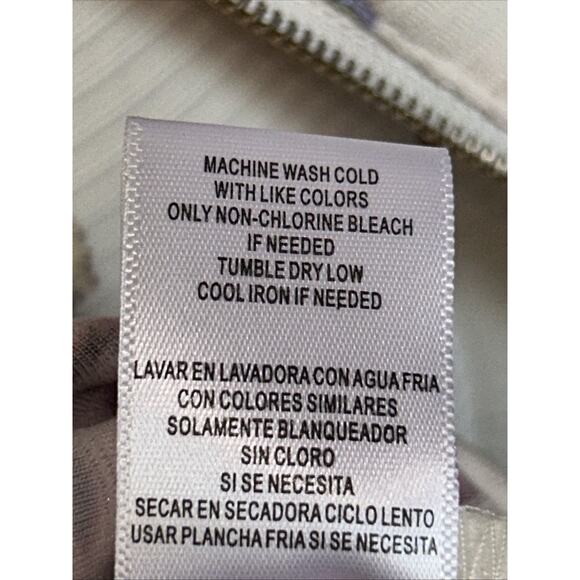 MACHINE WASH COLD
WITH LIKE COLORS
ONLY NON-CHLORINE BLEACH
IF NEEDED
TUMBLE DRY LOW
COOL IRON IF NEEDED
LAVAR EN LAVADORA CON AGUA FRIA
CON COLORES SIMILARES
SOLAMENTE BLANQUEADOR
SIN CLORO
SI SE NECESITA
SECAR EN SECADORA CICLO LENTO
USAR PLANCHA FRIA SI SE NECESITA